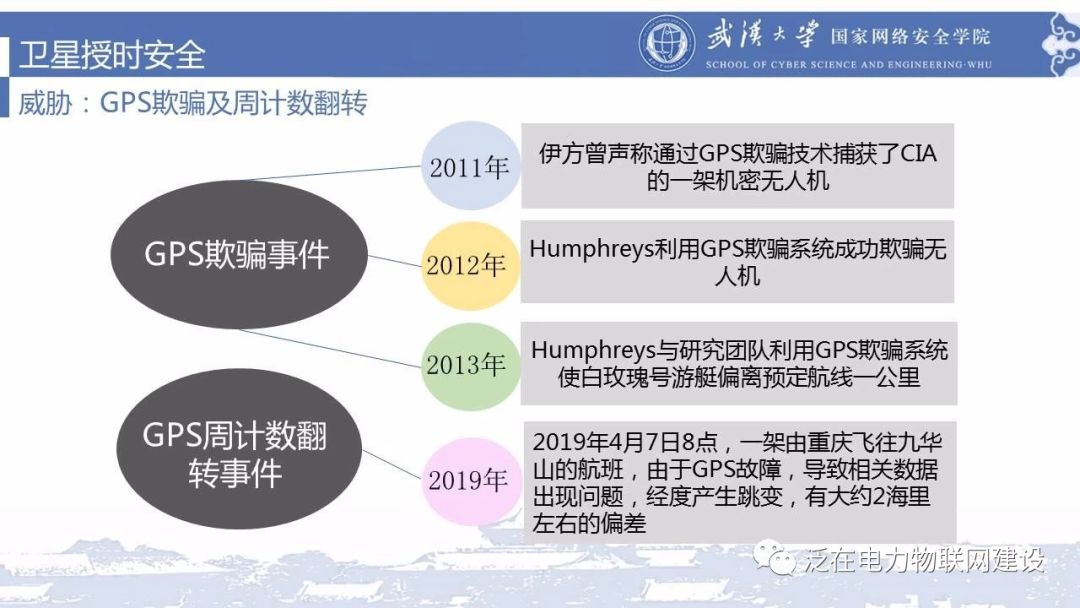 卫星授时安全
武汉大学 国家网络安全学院
SCHOOL OF CYBER SCIENCE AND ENGINEERING·WHU
威胁：GPS欺骗及周计数翻转
GPS欺骗事件
2011年
伊方曾声称通过GPS欺骗技术捕获了CIA
的一架机密无人机
2012年
Humphreys利用GPS欺骗系统成功欺骗无
人机
2013年
Humphreys与研究团队利用GPS欺骗系统
使白玫瑰号游艇偏离预定航线一公里
GPS周计数翻
转事件
2019年
2019年4月7日8点，一架由重庆飞往九华
山的航班，由于GPS故障，导致相关数据
出现问题，经度产生跳变，有大约2海里
左右的偏差
泛在电力物联网建设